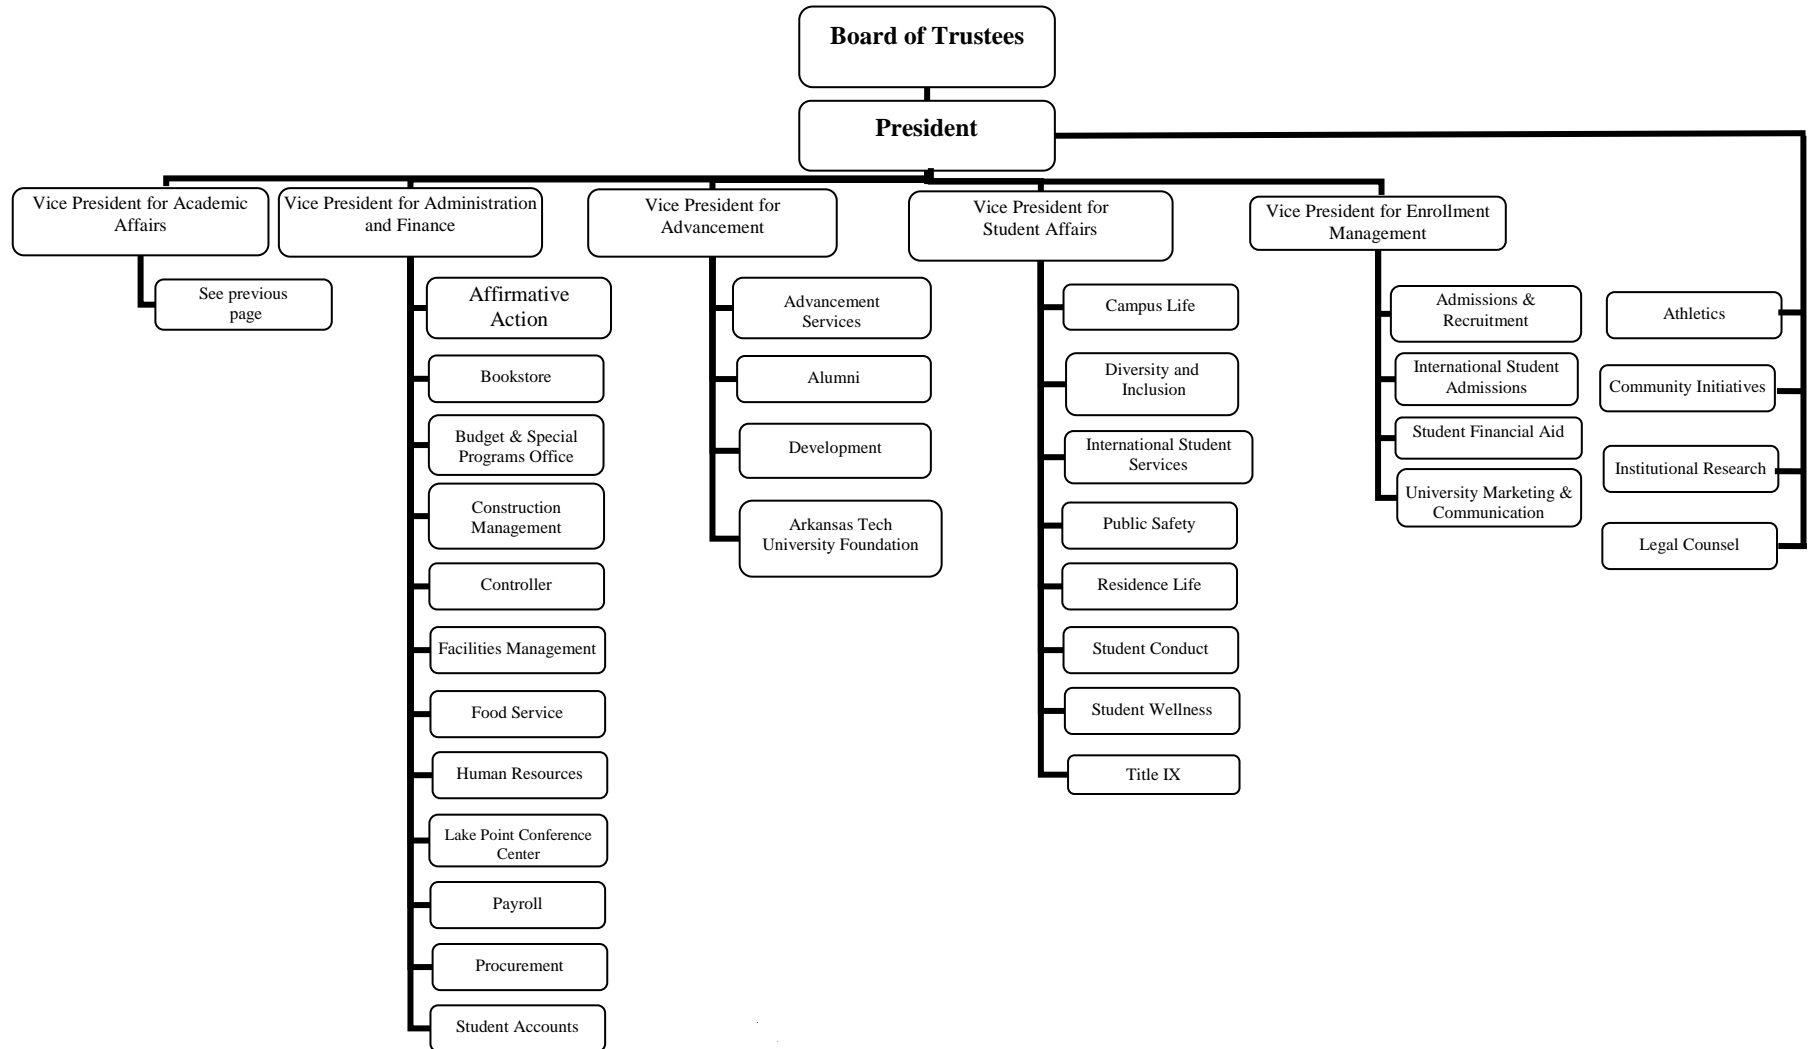 Board of Trustees
President
Vice President for Academic
Affairs
See previous
page
Vice President for Administration
and Finance
Affirmative
Action
Bookstore
Budget & Special
Programs Office
Construction
Management
Controller
Facilities Management
Food Service
Human Resources
Lake Point Conference
Center
Payroll
Procurement
Student Accounts
Vice President for
Advancement
Advancement
Services
Alumni
Development
Arkansas Tech
University Foundation
Vice President for
Student Affairs
Campus Life
Diversity and
Inclusion
International Student
Services
Public Safety
Residence Life
Student Conduct
Student Wellness
Title IX
Vice President for Enrollment
Management
Admissions &
Recruitment
International Student
Admissions
Student Financial Aid
University Marketing &
Communication
Athletics
Community Initiatives
Institutional Research
Legal Counsel